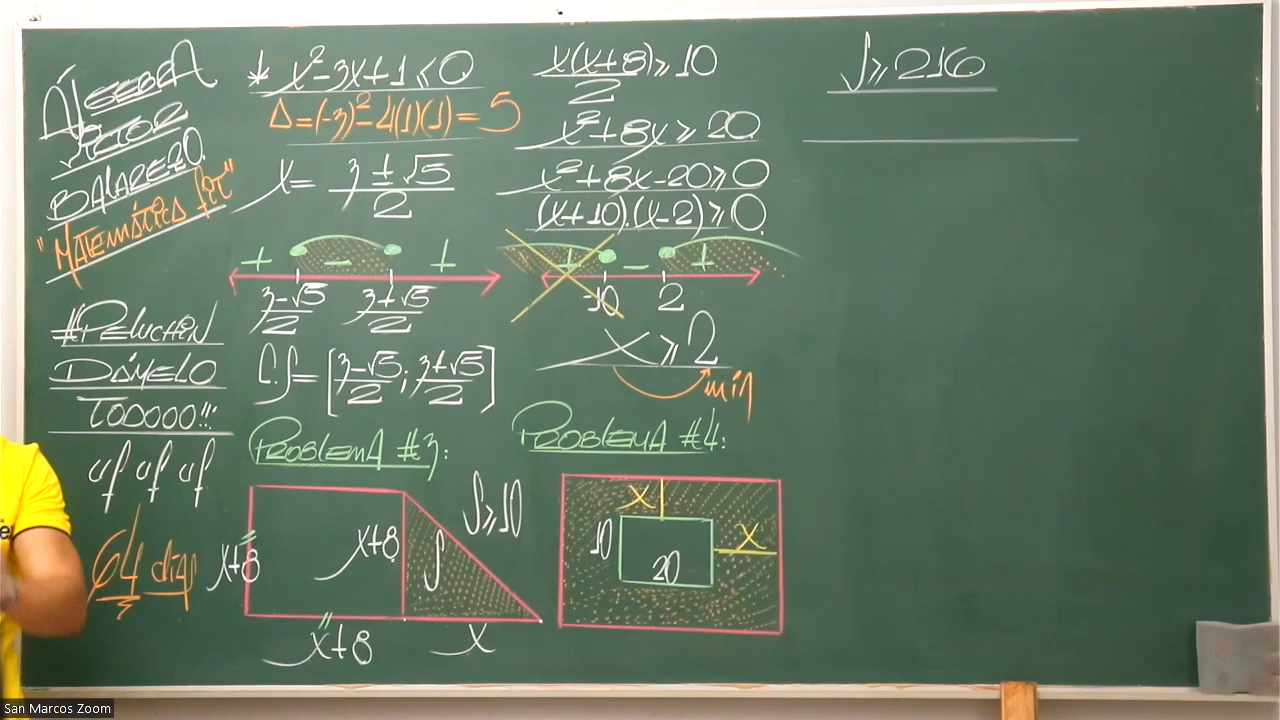 ÁLGEBRA
VÍCTOR
BALAREZO.
"MATEMÁTICA FIT"
#PELUCHIN
DÁMELO
TODOOO!!!
uf uf uf
64 días
* x²-3x+1≤0
Δ=(-3)²-4(1)(1)=5
x= 3±√5/2
+ - +
3-√5/2 3+√5/2
C.S=[3-√5/2; 3+√5/2]
PROBLEMA #3:
x+8
x+8
S
S≥10
x+8
x
x(x+8)/2≥10
x²+8x≥20
x²+8x-20≥0
(x+10).(x-2)≥0
+ - +
-10 2
x≥2
min
PROBLEMA #4:
x
10
20
x
S≥216
San Marcos Zoom